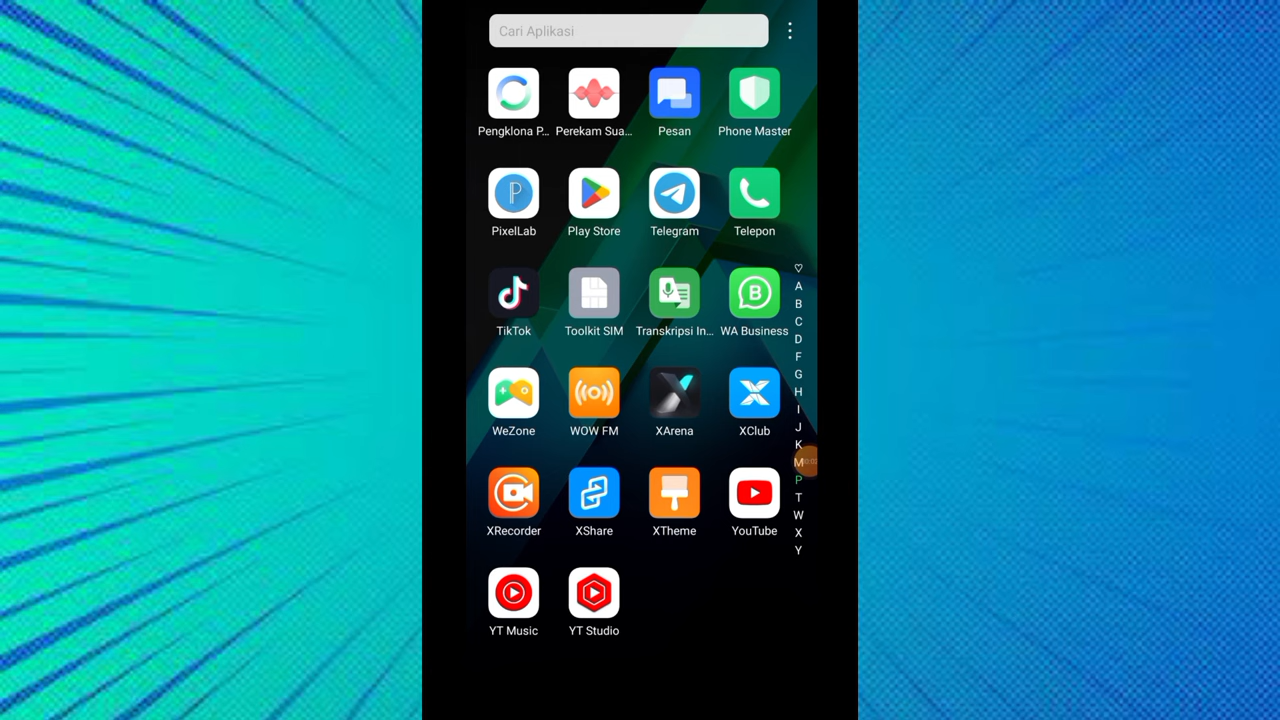 Cari Aplikasi
Pengklona P... Perekam Sua... Pesan Phone Master
PixelLab Play Store Telegram Telepon
TikTok Toolkit SIM Transkripsi In... WA Business
WeZone WOW FM XArena XClub
XRecorder XShare XTheme YouTube
YT Music YT Studio
A
B
C
D
F
G
H
I
J
K
M
P
T
W
X
Y